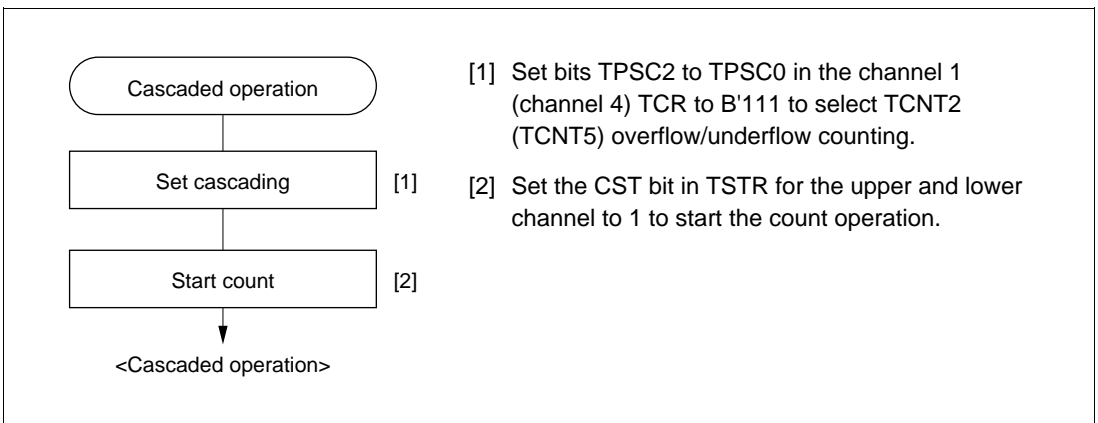 Cascaded operation
Set cascading
[1]
Start count
[2]
<Cascaded operation>
[1] Set bits TPSC2 to TPSC0 in the channel 1
(channel 4) TCR to B'111 to select TCNT2
(TCNT5) overflow/underflow counting.
[2] Set the CST bit in TSTR for the upper and lower
channel to 1 to start the count operation.